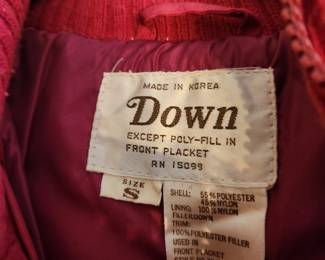 MADE IN KOREA
Down
EXCEPT POLY-FILL IN
FRONT PLACKET
RN 15099
SIZE
S
SHELL: 55% POLYESTER
45% NYLON
LINING: 100% NYLON
FILLER: DOWN
TRIM:
100% POLYESTER FILLER
USED IN
FRONT PLACKET